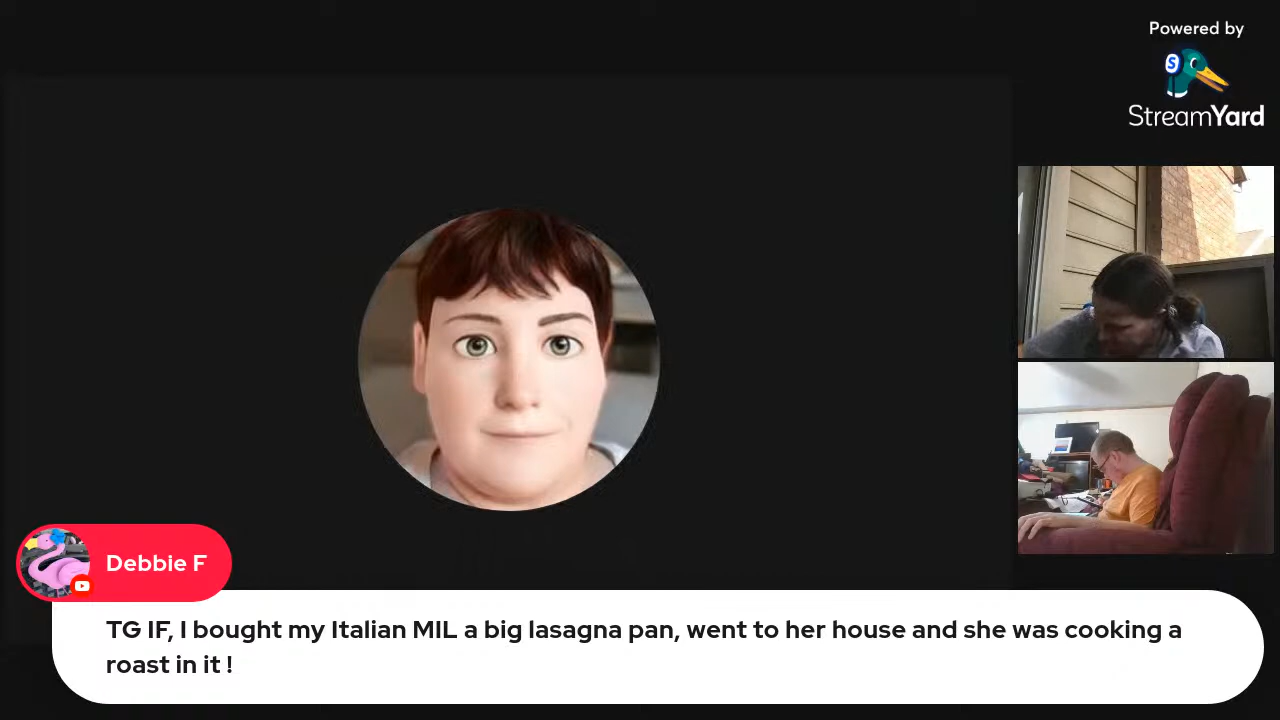 Powered by
StreamYard
Debbie F
TG IF, I bought my Italian MIL a big lasagna pan, went to her house and she was cooking a
roast in it !